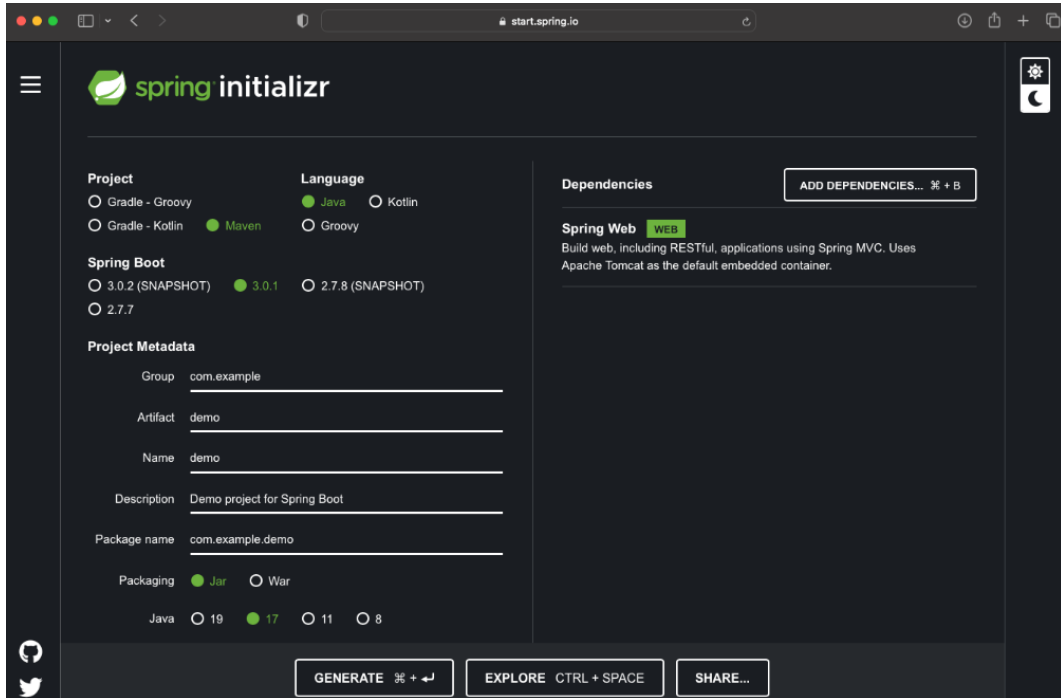 start.spring.io
spring initializr
Project
Gradle - Groovy
Gradle - Kotlin Maven
Language
Java Kotlin
Groovy
Spring Boot
3.0.2 (SNAPSHOT) 3.0.1 2.7.8 (SNAPSHOT)
2.7.7
Project Metadata
Group com.example
Artifact demo
Name demo
Description Demo project for Spring Boot
Package name com.example.demo
Packaging Jar War
Java 19 17 11 8
Dependencies
ADD DEPENDENCIES... ⌘ + B
Spring Web WEB
Build web, including RESTful, applications using Spring MVC. Uses
Apache Tomcat as the default embedded container.
GENERATE ⌘ + ↵
EXPLORE CTRL + SPACE
SHARE...